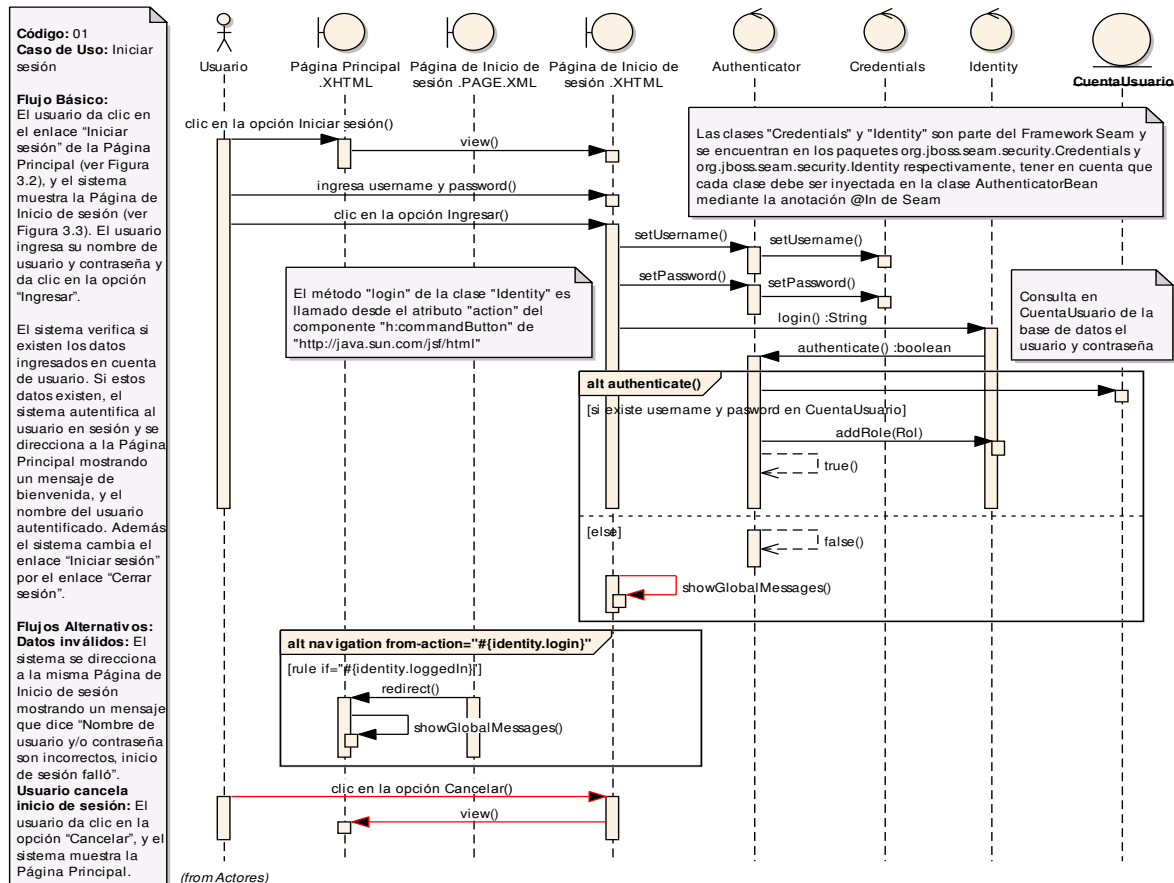 Código: 01
Caso de Uso: Iniciar
sesión
Flujo Básico:
El usuario da clic en
el enlace “Iniciar
sesión” de la Página
Principal (ver Figura
3.2), y el sistema
muestra la Página de
Inicio de sesión (ver
Figura 3.3). El usuario
ingresa su nombre de
usuario y contraseña y
da clic en la opción
“Ingresar”.
El sistema verifica si
existen los datos
ingresados en cuenta
de usuario. Si estos
datos existen, el
sistema autentifica al
usuario en sesión y se
direcciona a la Página
Principal mostrando
un mensaje de
bienvenida, y el
nombre del usuario
autentificado. Además
el sistema cambia el
enlace “Iniciar sesión”
por el enlace “Cerrar
sesión”.
Flujos Alternativos:
Datos inválidos: El
sistema se direcciona
a la misma Página de
Inicio de sesión
mostrando un mensaje
que dice “Nombre de
usuario y/o contraseña
son incorrectos, inicio
de sesión falló”.
Usuario cancela
inicio de sesión: El
usuario da clic en la
opción “Cancelar”, y el
sistema muestra la
Página Principal.
Usuario
Página Principal
.XHTML
Página de Inicio de
sesión .PAGE.XML
Página de Inicio de
sesión .XHTML
Authenticator
Credentials
Identity
CuentaUsuario
clic en la opción Iniciar sesión()
view()
Las clases "Credentials" y "Identity" son parte del Framework Seam y
se encuentran en los paquetes org.jboss.seam.security.Credentials y
org.jboss.seam.security.Identity respectivamente, tener en cuenta que
cada clase debe ser inyectada en la clase AuthenticatorBean
mediante la anotación @In de Seam
ingresa username y password()
clic en la opción Ingresar()
setUsername()
setUsername()
setPassword()
setPassword()
El método "login" de la clase "Identity" es
llamado desde el atributo "action" del
componente "h:commandButton" de
"http://java.sun.com/jsf/html"
Consulta en
CuentaUsuario de la
base de datos el
usuario y contraseña
login() :String
authenticate() :boolean
alt authenticate()
[si existe username y pasword en CuentaUsuario]
addRole(Rol)
true()
[else]
false()
showGlobalMessages()
alt navigation from-action="#{identity.login}"
[rule if="#{identity.loggedIn}"]
redirect()
showGlobalMessages()
clic en la opción Cancelar()
view()
(from Actores)